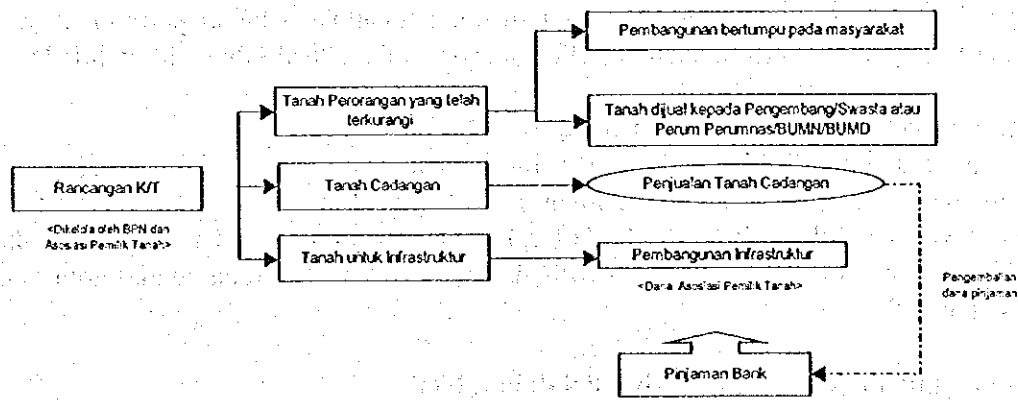 Pembangunan bertumpu pada masyarakat
Tanah Perorangan yang telah
terkurangi
Tanah dijual kepada Pengembang/Swasta atau
Perum Perumnas/BUMN/BUMD
Rancangan K/T
<Dikelola oleh BPN dan
Asosiasi Pemilik Tanah>
Tanah Cadangan
Penjualan Tanah Cadangan
Tanah untuk Infrastruktur
Pembangunan Infrastruktur
<Dana Asosiasi Pemilik Tanah>
Pengembalian
dana pinjaman
Pinjaman Bank